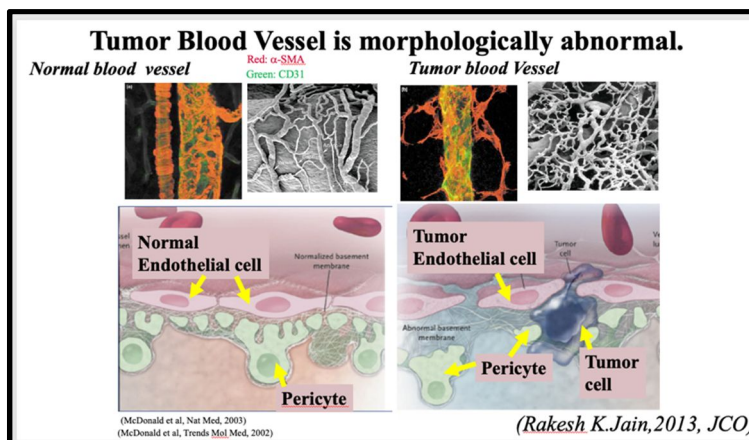 Tumor Blood Vessel is morphologically abnormal.
Normal blood vessel
Red: α-SMA
Green: CD31
Tumor blood Vessel
(a)
(b)
Normal
Endothelial cell
Normalized basement
membrane
Pericyte
Tumor
Endothelial cell
Tumor
cell
Abnormal basement
membrane
Pericyte
Tumor
cell
(McDonald et al, Nat Med, 2003)
(McDonald et al, Trends Mol Med, 2002)
(Rakesh K.Jain,2013, JCO)